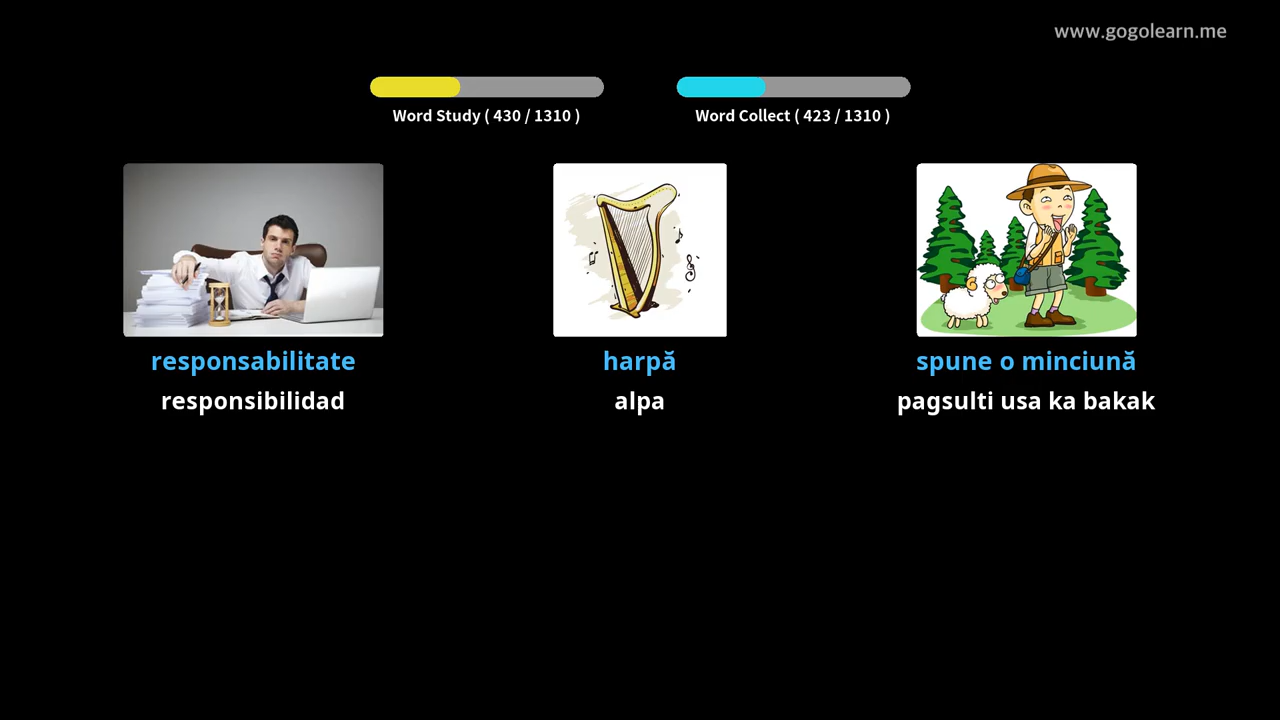 www.gogolearn.me
Word Study ( 430 / 1310 )
Word Collect ( 423 / 1310 )
responsabilitate
harpă
spune o minciună
responsibilidad
alpa
pagsulti usa ka bakak